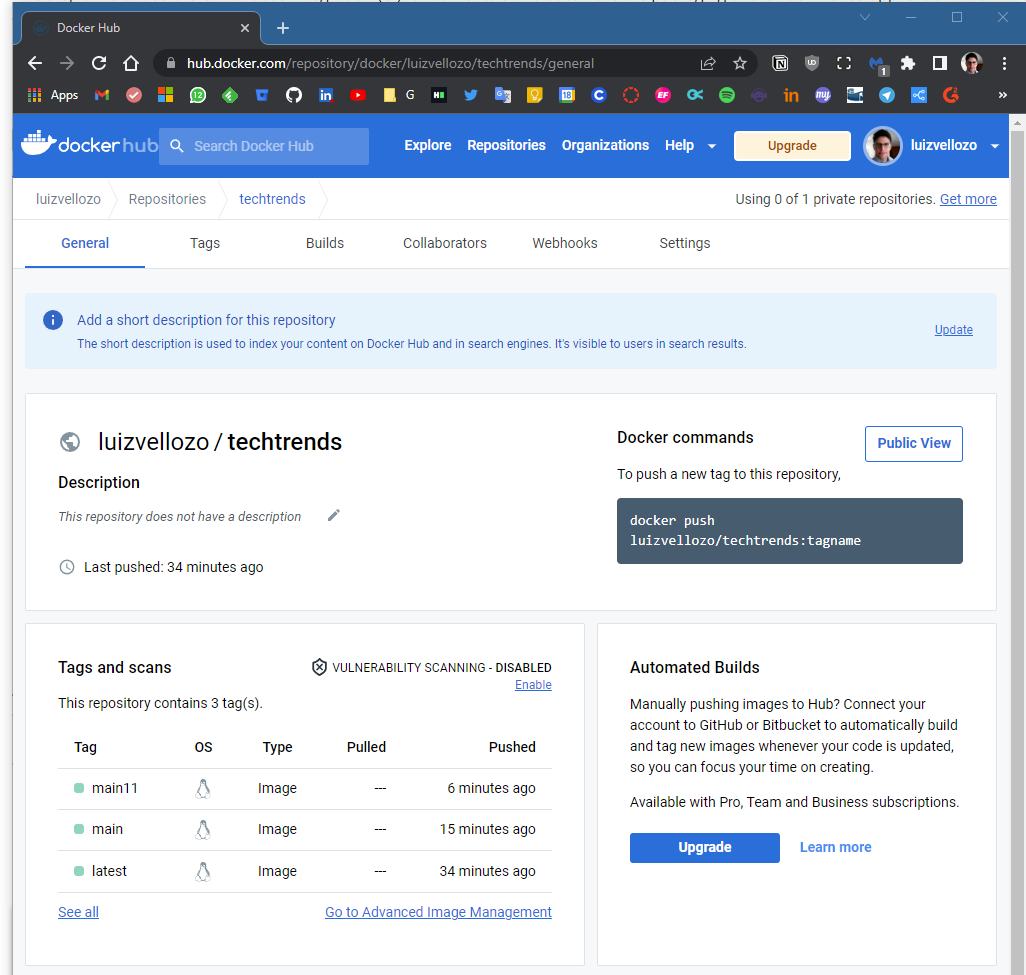 Docker Hub
hub.docker.com/repository/docker/luizvellozo/techtrends/general
1
Apps
12
G
18
EF
in
my
»
docker hub
Search Docker Hub
Explore
Repositories
Organizations
Help
Upgrade
luizvellozo
luizvellozo
Repositories
techtrends
Using 0 of 1 private repositories. Get more
General
Tags
Builds
Collaborators
Webhooks
Settings
Add a short description for this repository
The short description is used to index your content on Docker Hub and in search engines. It's visible to users in search results.
Update
luizvellozo / techtrends
Description
This repository does not have a description
Last pushed: 34 minutes ago
Docker commands
Public View
To push a new tag to this repository,
docker push
luizvellozo/techtrends:tagname
Tags and scans
VULNERABILITY SCANNING - DISABLED
Enable
This repository contains 3 tag(s).
Tag OS Type Pulled Pushed
main11 Image --- 6 minutes ago
main Image --- 15 minutes ago
latest Image --- 34 minutes ago
See all
Go to Advanced Image Management
Automated Builds
Manually pushing images to Hub? Connect your
account to GitHub or Bitbucket to automatically build
and tag new images whenever your code is updated,
so you can focus your time on creating.
Available with Pro, Team and Business subscriptions.
Upgrade
Learn more